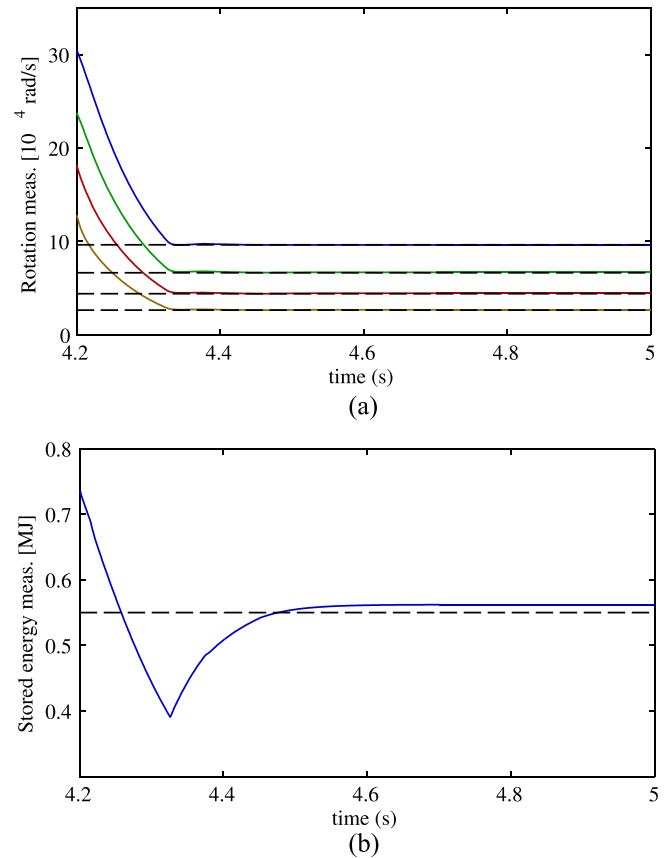 Rotation meas. [10 4 rad/s]
30
20
10
0
4.2 4.4 4.6 4.8 5
time (s)
(a)
Stored energy meas. [MJ]
0.8
0.7
0.6
0.5
0.4
4.2 4.4 4.6 4.8 5
time (s)
(b)